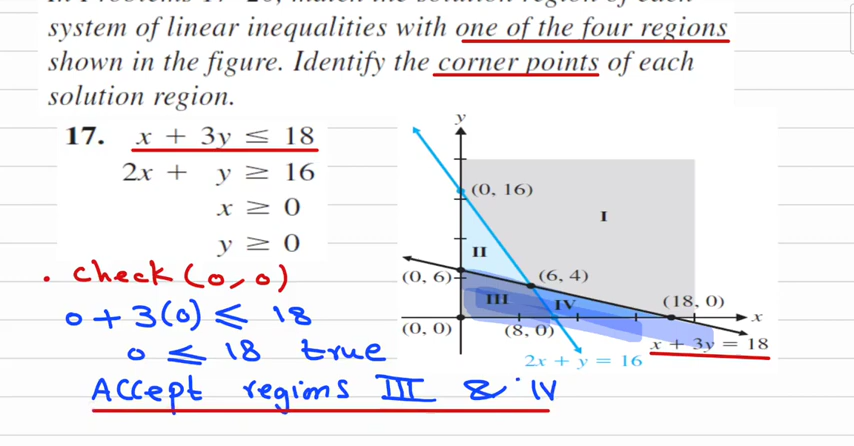 system of linear inequalities with one of the four regions
shown in the figure. Identify the corner points of each
solution region.
17. x + 3y ≤ 18
2x + y ≥ 16
x ≥ 0
y ≥ 0
• check (0, 0)
0 + 3(0) ≤ 18
0 ≤ 18 true
Accept regions III & IV
y
(0, 16)
I
II
(0, 6)
(6, 4)
III
IV
(18, 0)
x
(0, 0)
(8, 0)
x + 3y = 18
2x + y = 16